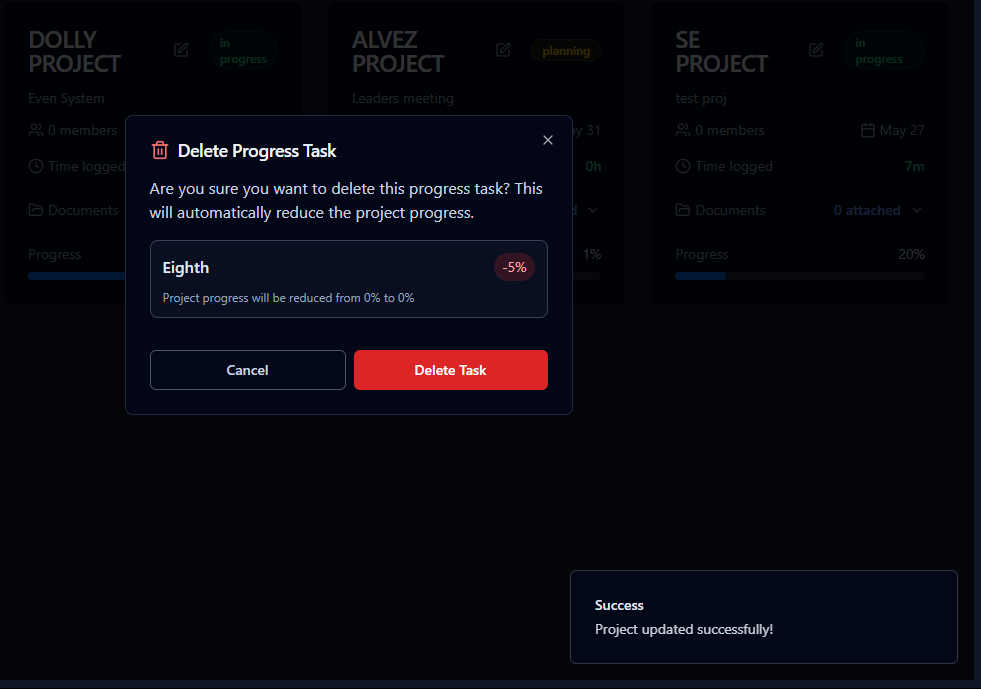 DOLLY
PROJECT
in
progress
Even System
0 members
Time logged
Documents
Progress
ALVEZ
PROJECT
planning
Leaders meeting
31
0h
1%
SE
PROJECT
in
progress
test proj
0 members
May 27
Time logged
7m
Documents
0 attached
Progress
20%
Delete Progress Task
Are you sure you want to delete this progress task? This
will automatically reduce the project progress.
Eighth
-5%
Project progress will be reduced from 0% to 0%
Cancel
Delete Task
Success
Project updated successfully!